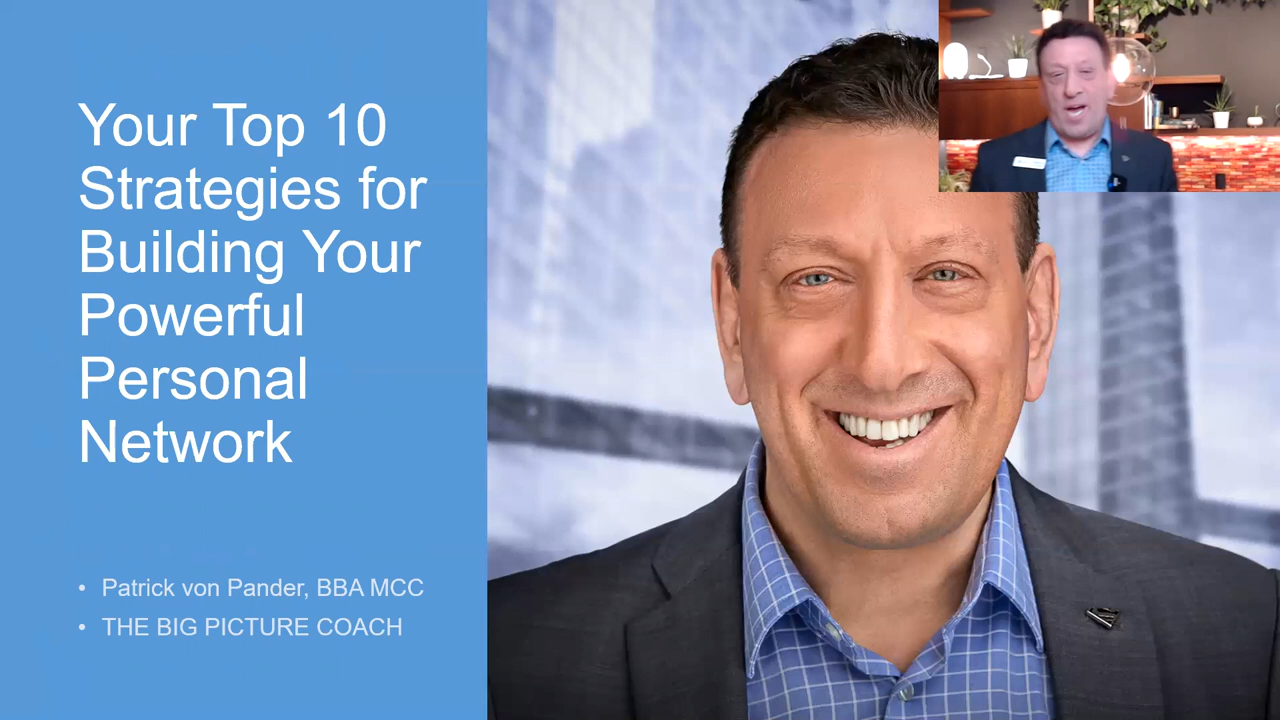 Your Top 10
Strategies for
Building Your
Powerful
Personal
Network
• Patrick von Pander, BBA MCC
• THE BIG PICTURE COACH